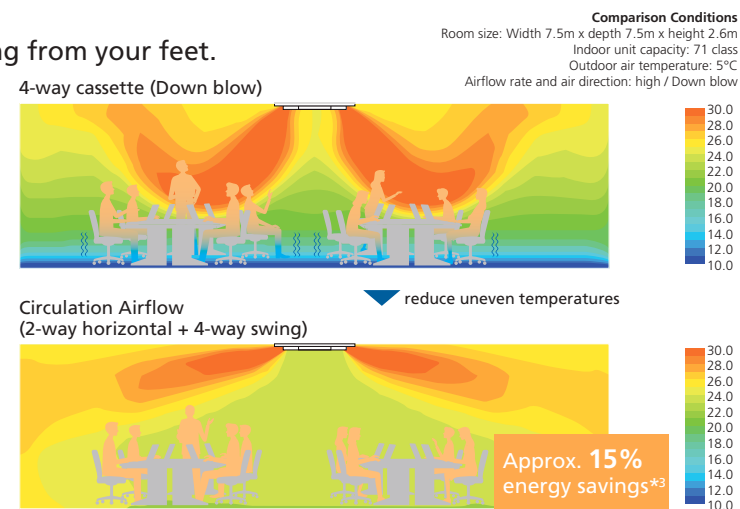 Comparison Conditions
Room size: Width 7.5m x depth 7.5m x height 2.6m
Indoor unit capacity: 71 class
Outdoor air temperature: 5°C
Airflow rate and air direction: high / Down blow
g from your feet.
4-way cassette (Down blow)
30.0
28.0
26.0
24.0
22.0
20.0
18.0
16.0
14.0
12.0
10.0
reduce uneven temperatures
Circulation Airflow
(2-way horizontal + 4-way swing)
30.0
28.0
26.0
24.0
22.0
20.0
18.0
16.0
14.0
12.0
10.0
Approx. 15%
energy savings*3